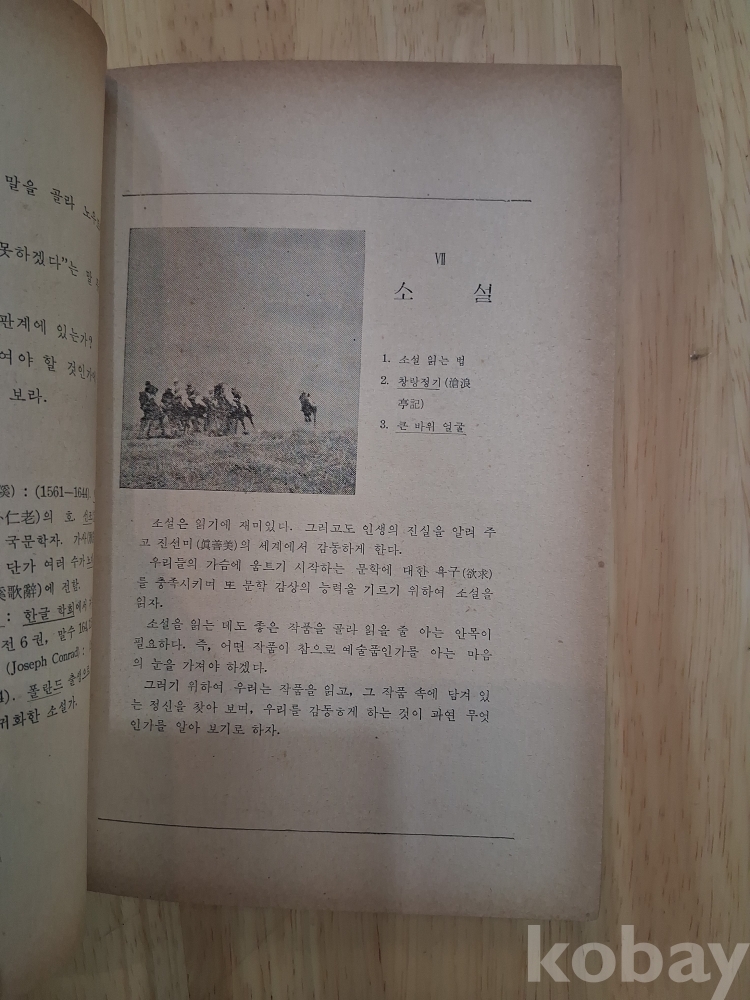 말을 골라
못하겠다”는 말
관계에 있는가?
여야 할 것인가
보라.
: (1561—1644).
仁老)의 호
국문학자.
단가 여러 수가
歌辭)에 전함.
: 한글 학회에서
전 6 권, 말수
(Joseph Conrad) :
4). 폴란드 출신으로
귀화한 소설가.
Ⅶ
소 설
1. 소설 읽는 법
2. 창랑정기(滄浪
亭記)
3. 큰 바위 얼굴
소설은 읽기에 재미있다. 그리고도 인생의 진실을 알려 주
고 진선미(眞善美)의 세계에서 감동하게 한다.
우리들의 가슴에 움트기 시작하는 문학에 대한 욕구(欲求)
를 충족시키며 또 문학 감상의 능력을 기르기 위하여 소설을
읽자.
소설을 읽는 데도 좋은 작품을 골라 읽을 줄 아는 안목이
필요하다. 즉, 어떤 작품이 참으로 예술품인가를 아는 마음
의 눈을 가져야 하겠다.
그러기 위하여 우리는 작품을 읽고, 그 작품 속에 담겨 있
는 정신을 찾아 보며, 우리를 감동하게 하는 것이 과연 무엇
인가를 알아 보기로 하자.
kobay